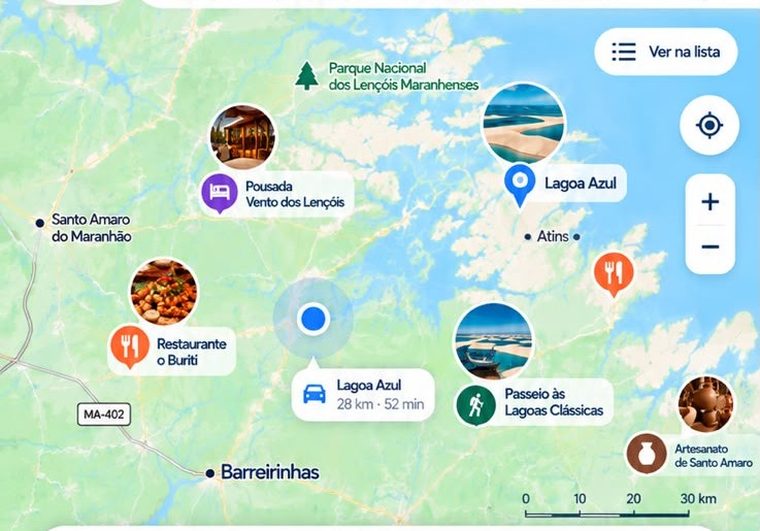 Ver na lista
Parque Nacional
dos Lençóis Maranhenses
Lagoa Azul
Pousada
Vento dos Lençóis
Santo Amaro
do Maranhão
Atins
Restaurante
o Buriti
Lagoa Azul
28 km · 52 min
Passeio às
Lagoas Clássicas
MA-402
Artesanato
de Santo Amaro
Barreirinhas
0 10 20 30 km